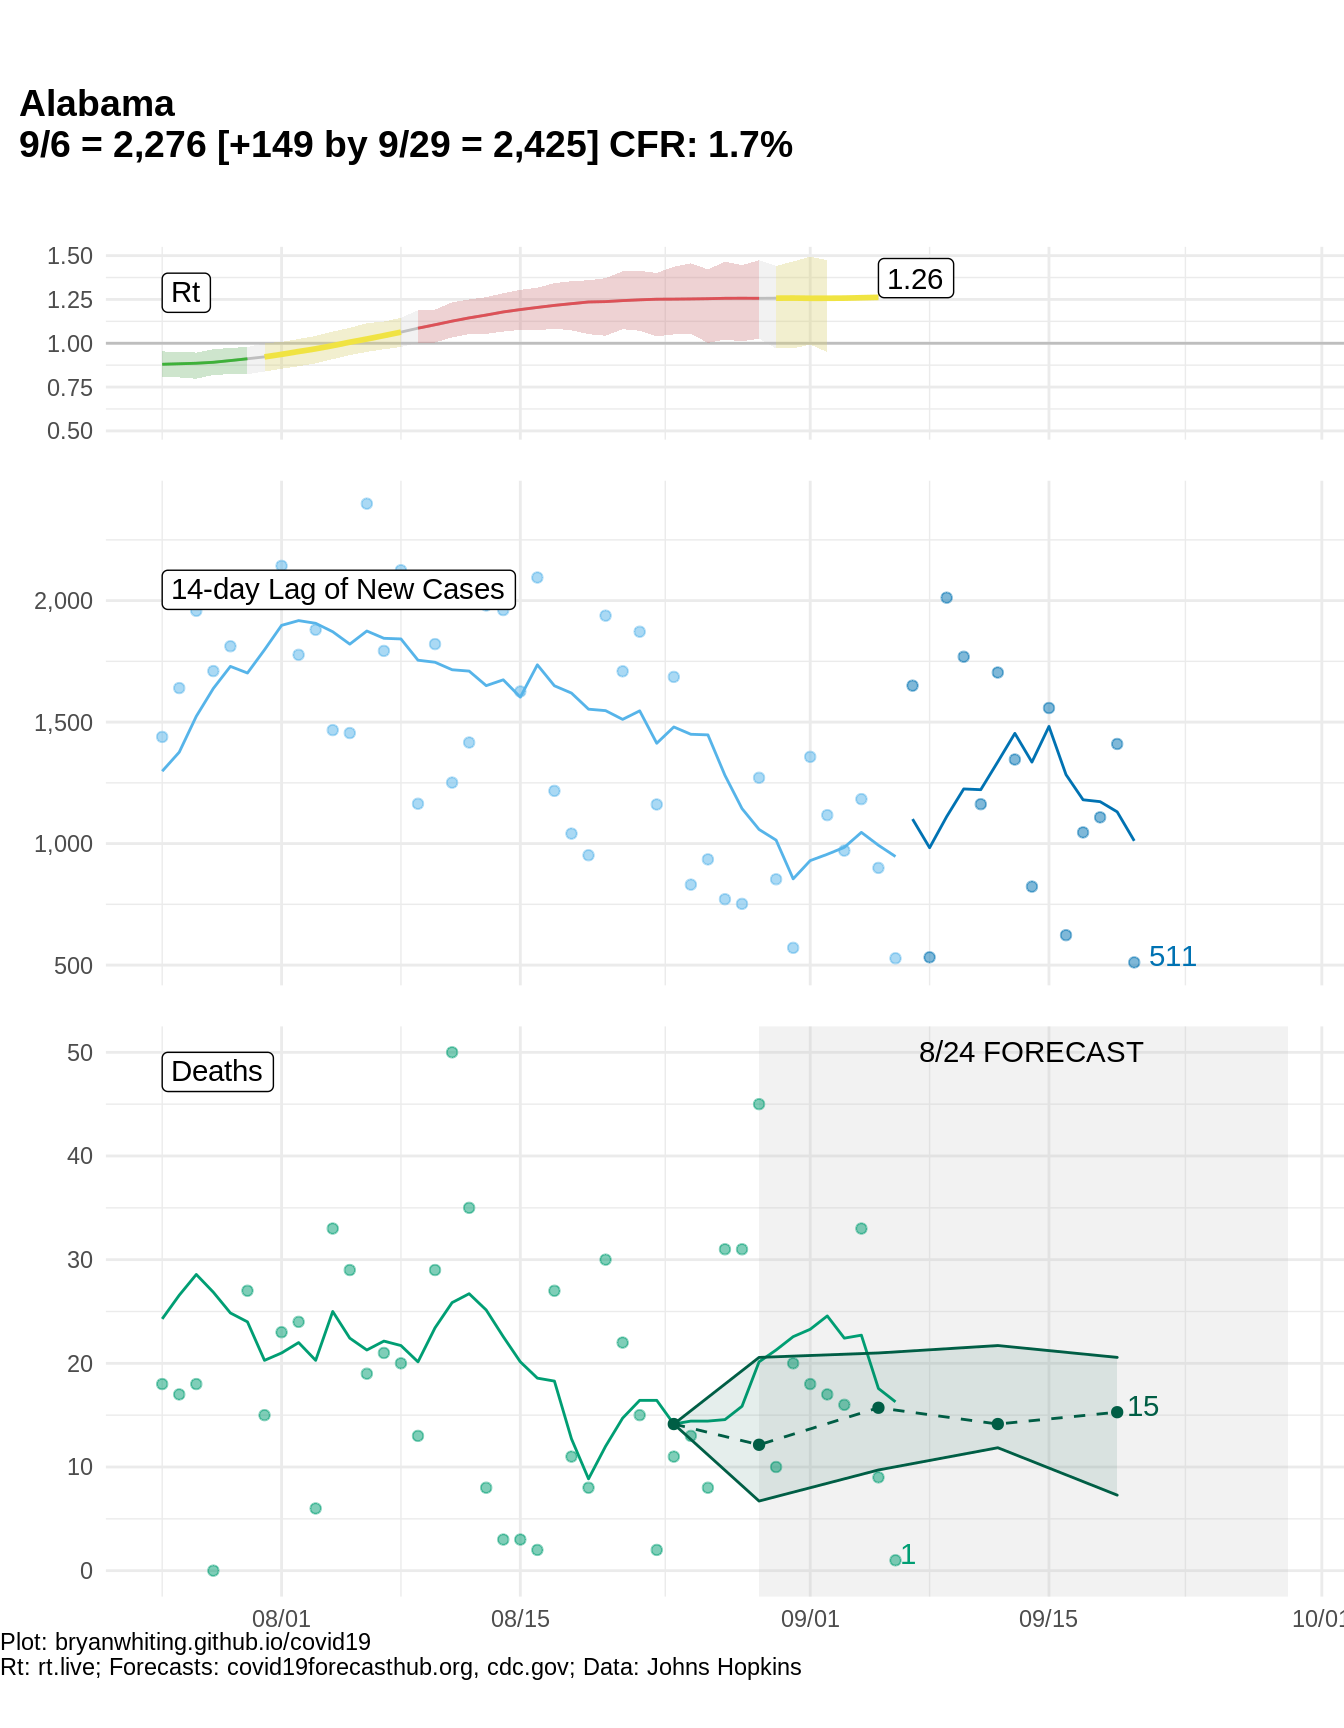 Alabama
9/6 = 2,276 [+149 by 9/29 = 2,425] CFR: 1.7%
1.50
1.25
1.00
0.75
0.50
Rt
1.26
2,000
1,500
1,000
500
14-day Lag of New Cases
511
50
40
30
20
10
0
Deaths
8/24 FORECAST
15
1
08/01 08/15 09/01 09/15 10/01
Plot: bryanwhiting.github.io/covid19
Rt: rt.live; Forecasts: covid19forecasthub.org, cdc.gov; Data: Johns Hopkins